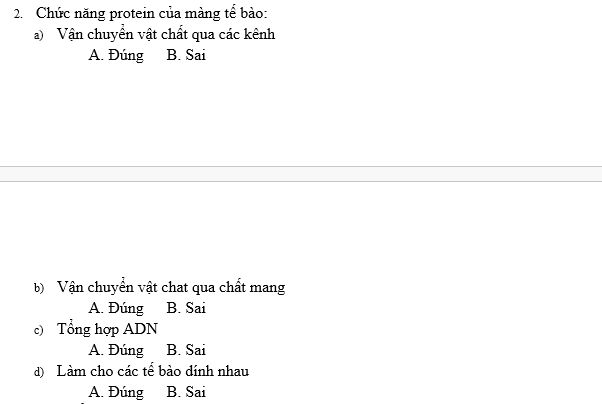 2. Chức năng protein của màng tế bào:
a) Vận chuyển vật chất qua các kênh
A. Đúng B. Sai
b) Vận chuyển vật chat qua chất mang
A. Đúng B. Sai
c) Tổng hợp ADN
A. Đúng B. Sai
d) Làm cho các tế bào dính nhau
A. Đúng B. Sai